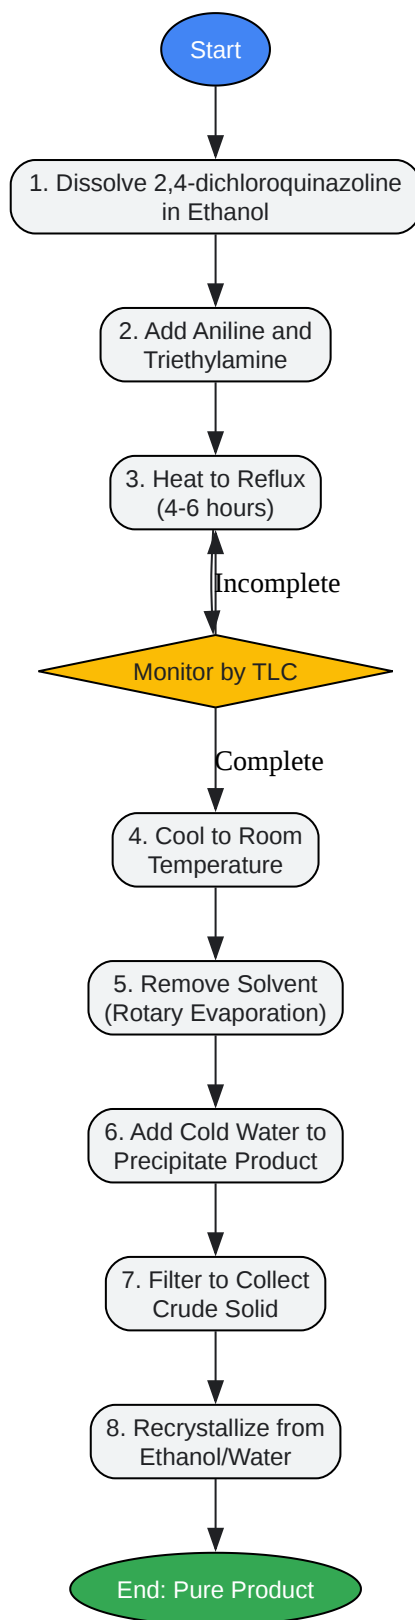 Start
1. Dissolve 2,4-dichloroquinazoline
in Ethanol
2. Add Aniline and
Triethylamine
3. Heat to Reflux
(4-6 hours)
Incomplete
Monitor by TLC
Complete
4. Cool to Room
Temperature
5. Remove Solvent
(Rotary Evaporation)
6. Add Cold Water to
Precipitate Product
7. Filter to Collect
Crude Solid
8. Recrystallize from
Ethanol/Water
End: Pure Product